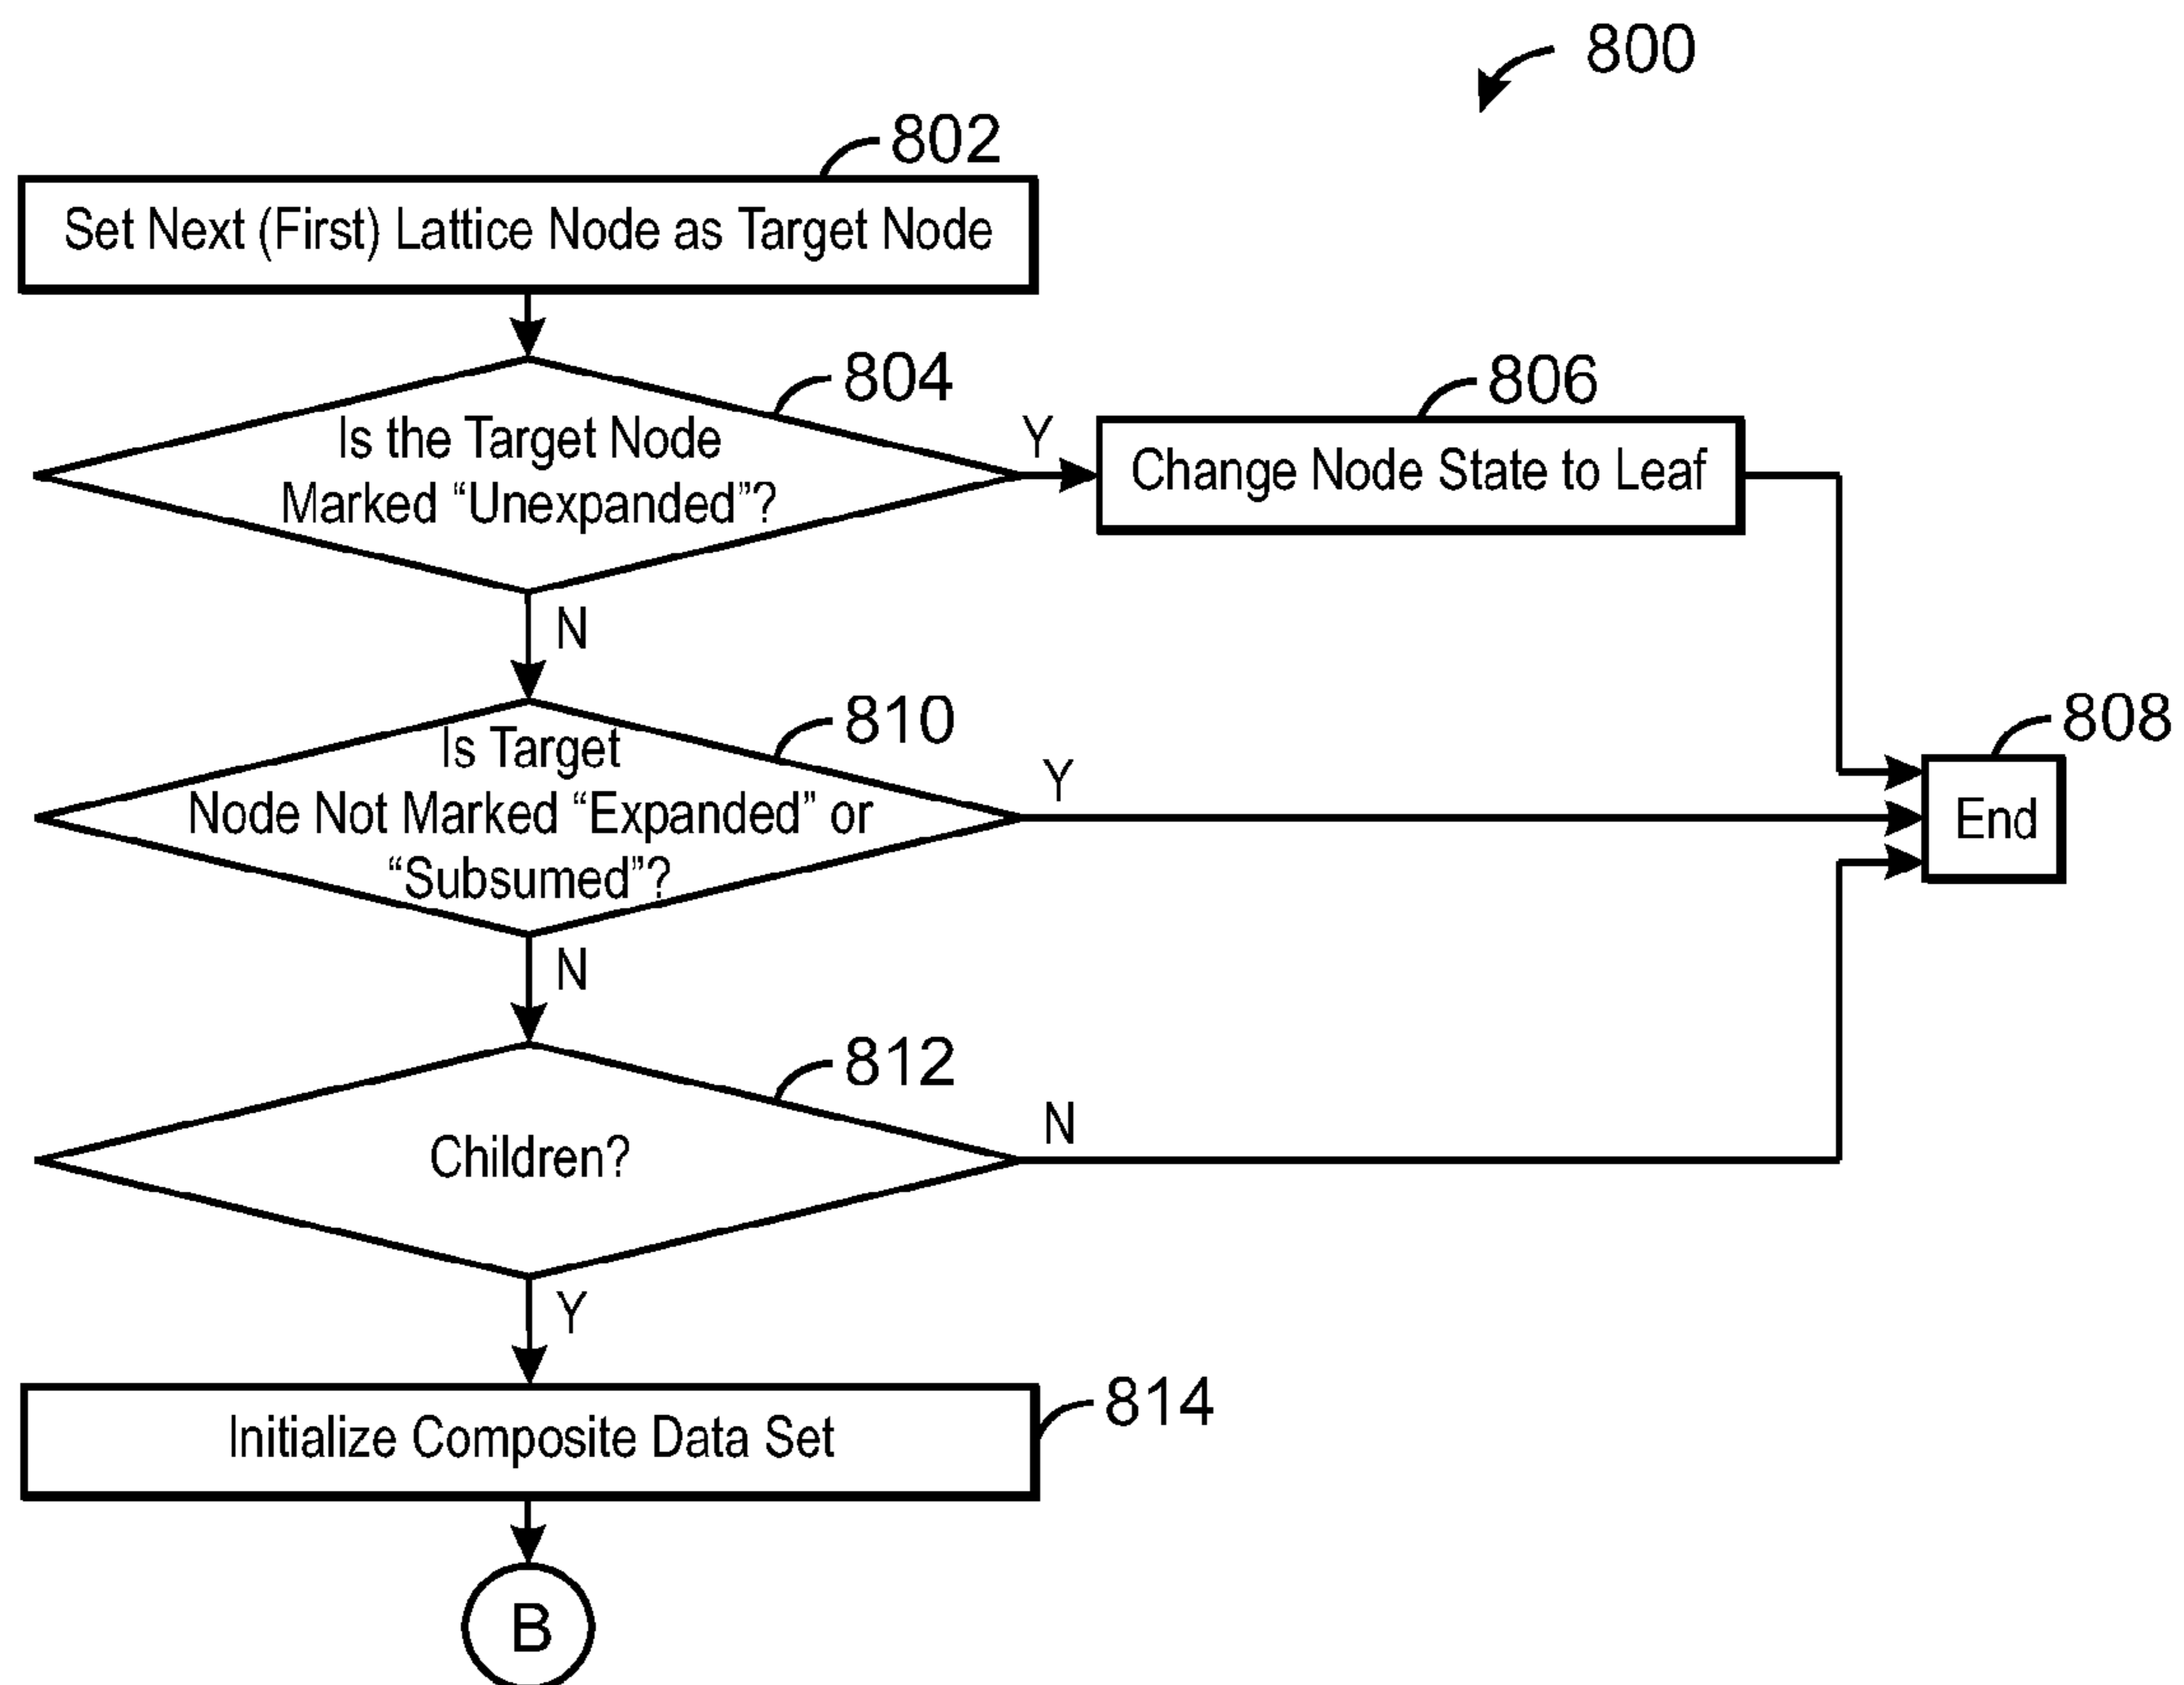 800
802
Set Next (First) Lattice Node as Target Node
804
Is the Target Node
Marked “Unexpanded”?
Y
806
Change Node State to Leaf
N
810
Is Target
Node Not Marked “Expanded” or
“Subsumed”?
Y
808
End
N
812
Children?
N
Y
814
Initialize Composite Data Set
B